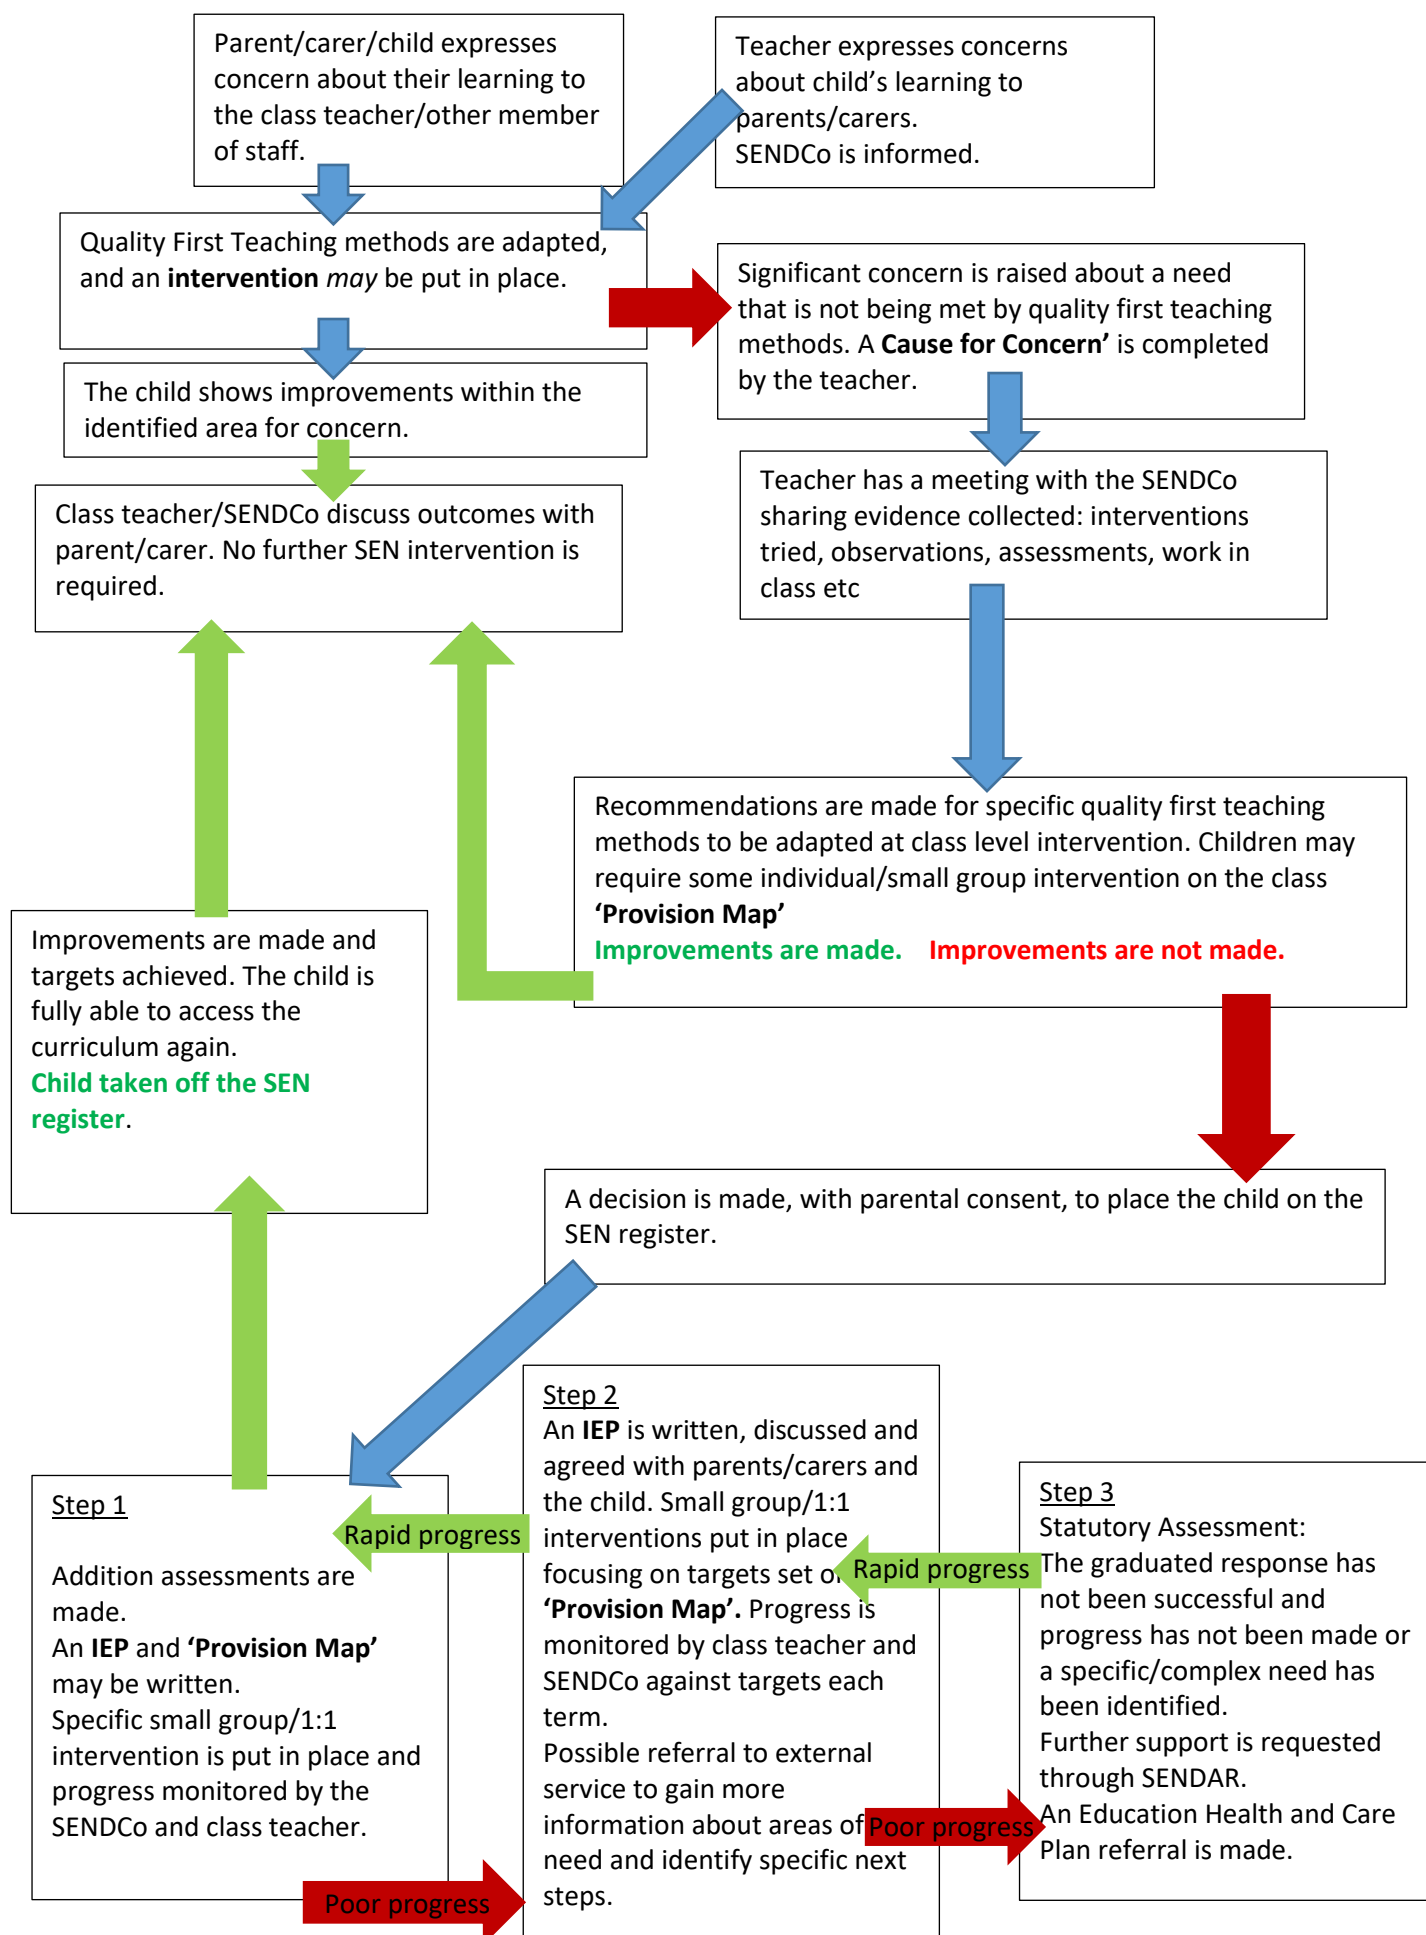 Parent/carer/child expresses
concern about their learning to
the class teacher/other member
of staff.
Teacher expresses concerns
about child’s learning to
parents/carers.
SENDCo is informed.
Quality First Teaching methods are adapted,
and an intervention may be put in place.
Significant concern is raised about a need
that is not being met by quality first teaching
methods. A Cause for Concern’ is completed
by the teacher.
The child shows improvements within the
identified area for concern.
Class teacher/SENDCo discuss outcomes with
parent/carer. No further SEN intervention is
required.
Teacher has a meeting with the SENDCo
sharing evidence collected: interventions
tried, observations, assessments, work in
class etc
Recommendations are made for specific quality first teaching
methods to be adapted at class level intervention. Children may
require some individual/small group intervention on the class
‘Provision Map’
Improvements are made. Improvements are not made.
Improvements are made and
targets achieved. The child is
fully able to access the
curriculum again.
Child taken off the SEN
register.
A decision is made, with parental consent, to place the child on the
SEN register.
Step 1
Addition assessments are
made.
An IEP and ‘Provision Map’
may be written.
Specific small group/1:1
intervention is put in place and
progress monitored by the
SENDCo and class teacher.
Rapid progress
Poor progress
Step 2
An IEP is written, discussed and
agreed with parents/carers and
the child. Small group/1:1
interventions put in place
focusing on targets set
‘Provision Map’. Progress is
monitored by class teacher and
SENDCo against targets each
term.
Possible referral to external
service to gain more
information about areas of
need and identify specific next
steps.
Rapid progress
Poor progress
Step 3
Statutory Assessment:
The graduated response has
not been successful and
progress has not been made or
a specific/complex need has
been identified.
Further support is requested
through SENDAR.
An Education Health and Care
Plan referral is made.